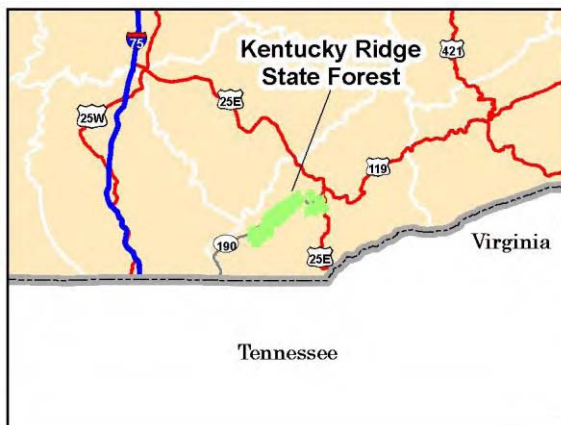 75
Kentucky Ridge
State Forest
421
25E
25W
119
190
Virginia
25E
Tennessee